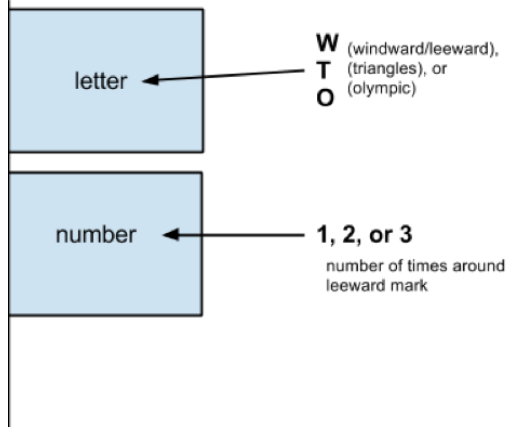 letter
W (windward/leeward),
T (triangles), or
O (olympic)
number
1, 2, or 3
number of times around
leeward mark